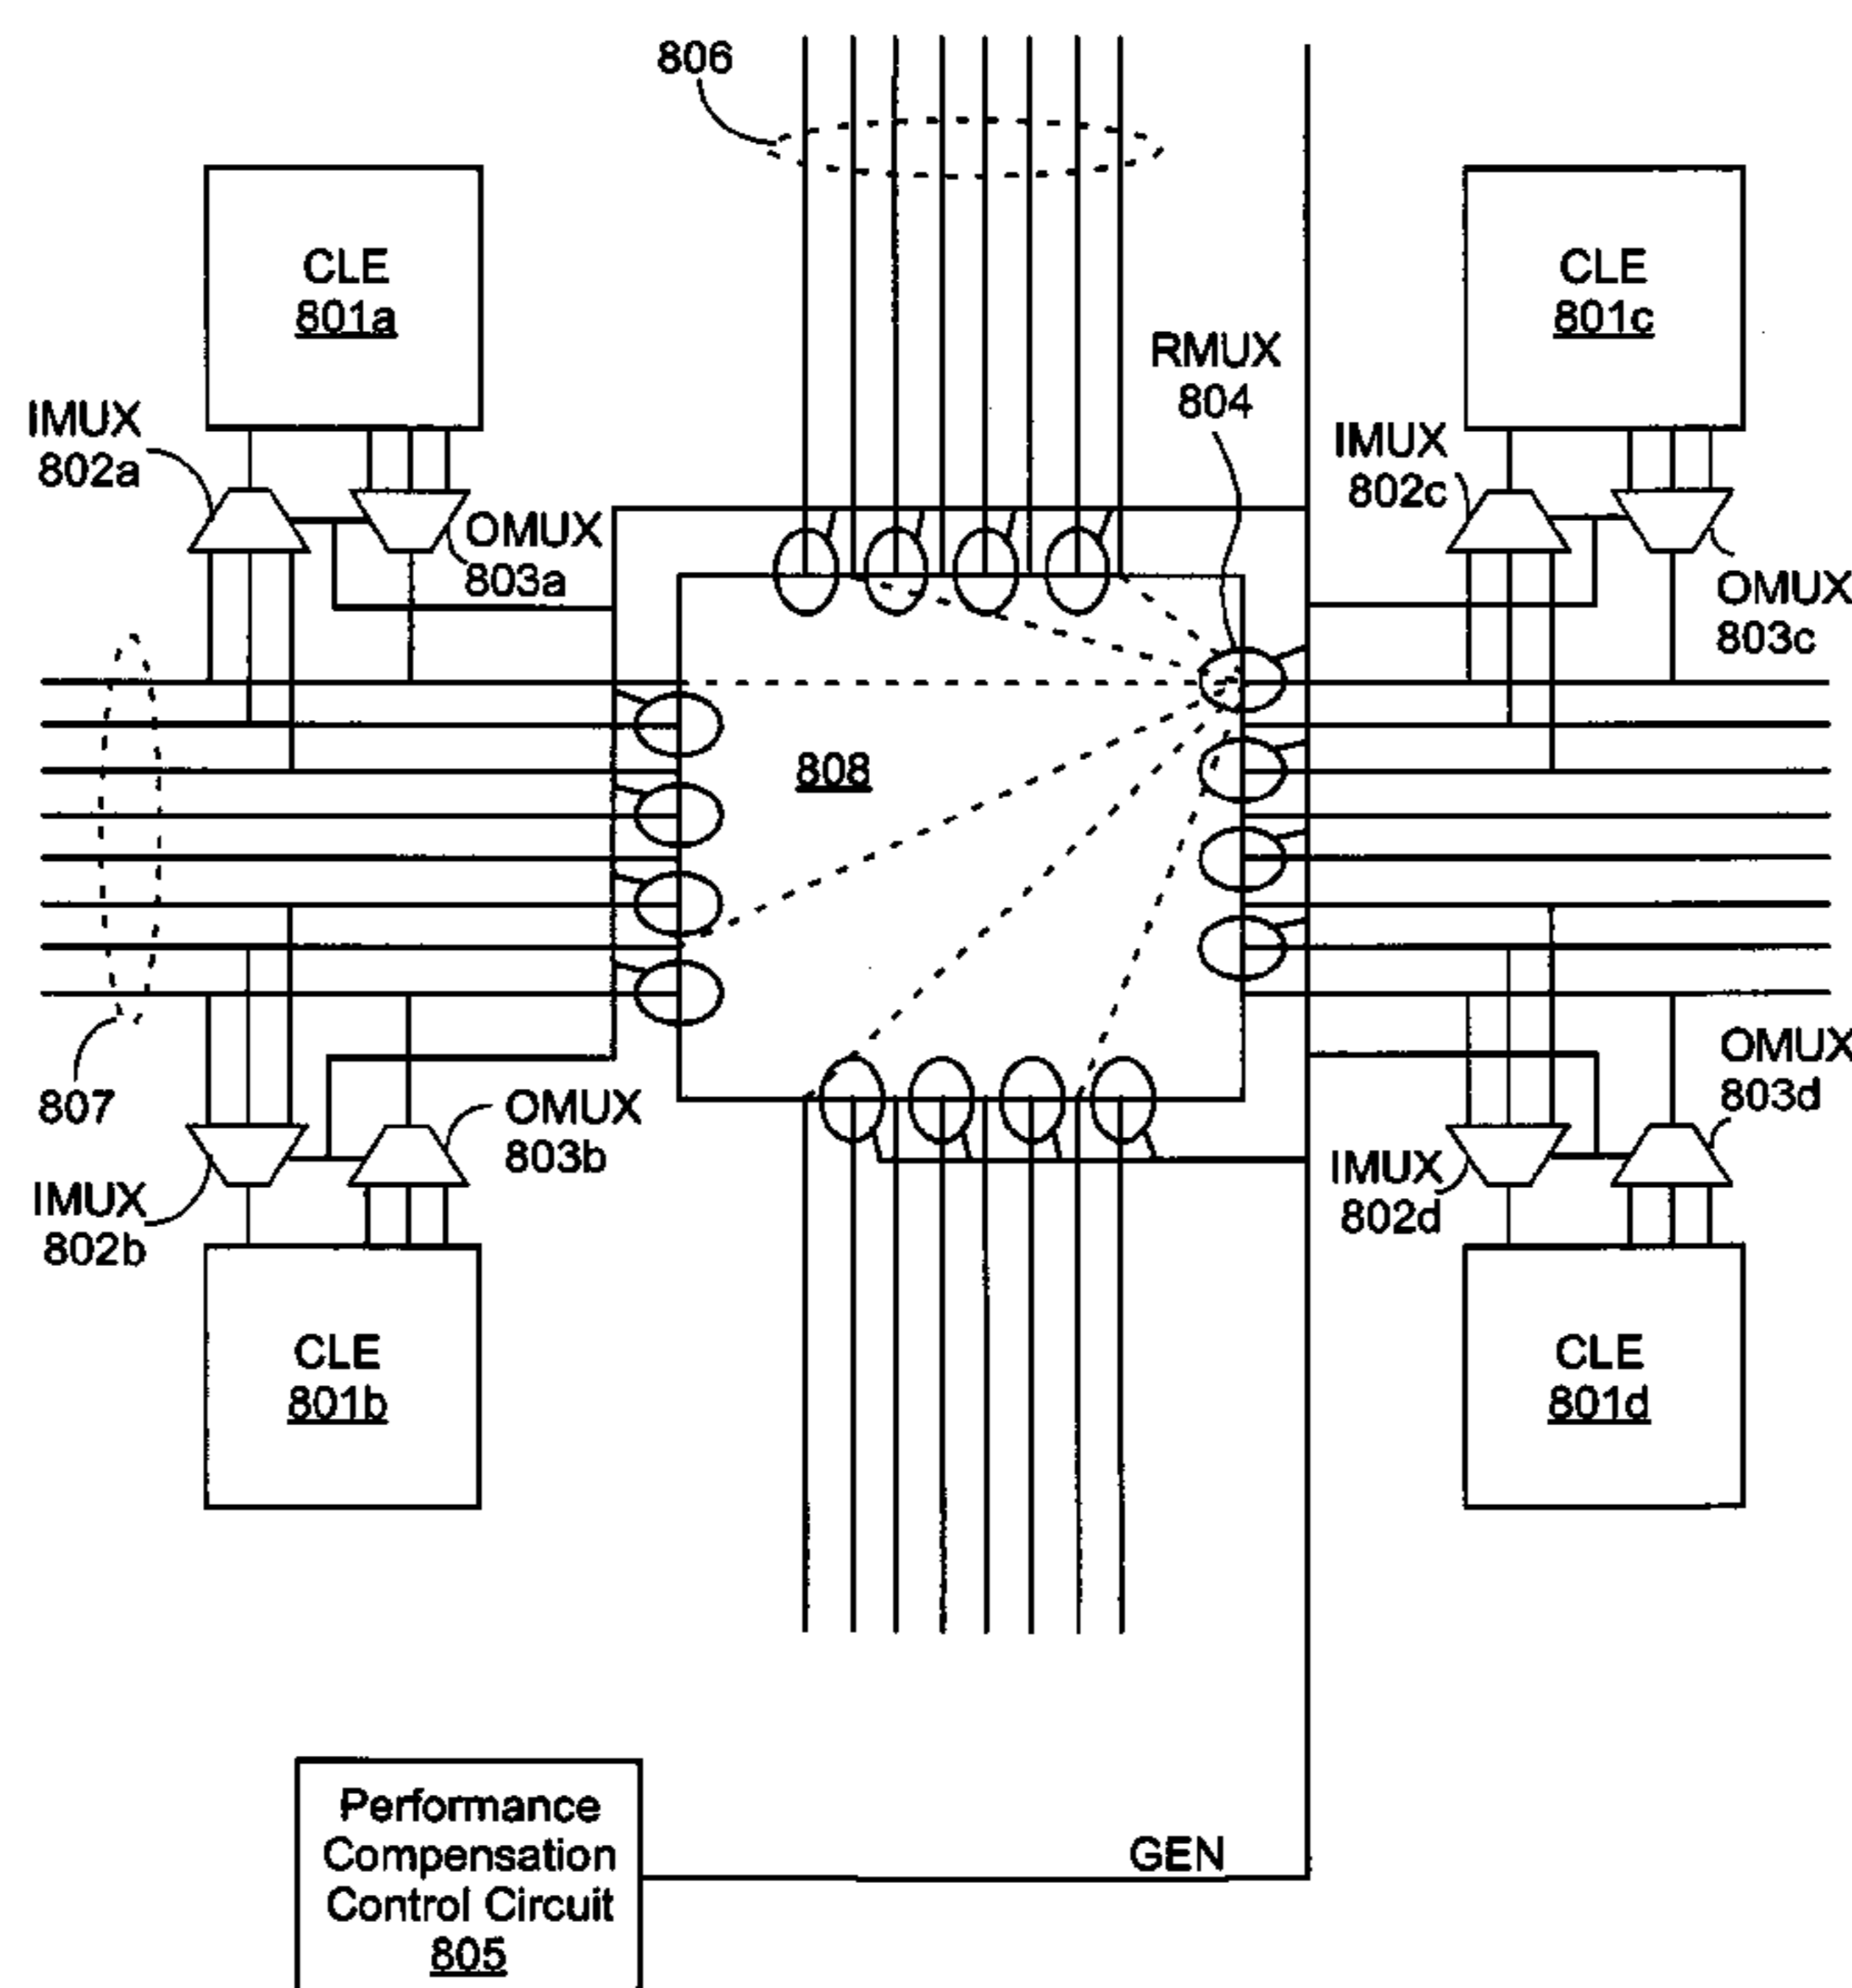 806
CLE
801a
CLE
801c
RMUX
804
IMUX
802a
IMUX
802c
OMUX
803a
OMUX
803c
808
807
OMUX
803b
OMUX
803d
IMUX
802b
IMUX
802d
CLE
801b
CLE
801d
Performance
Compensation
Control Circuit
805
GEN